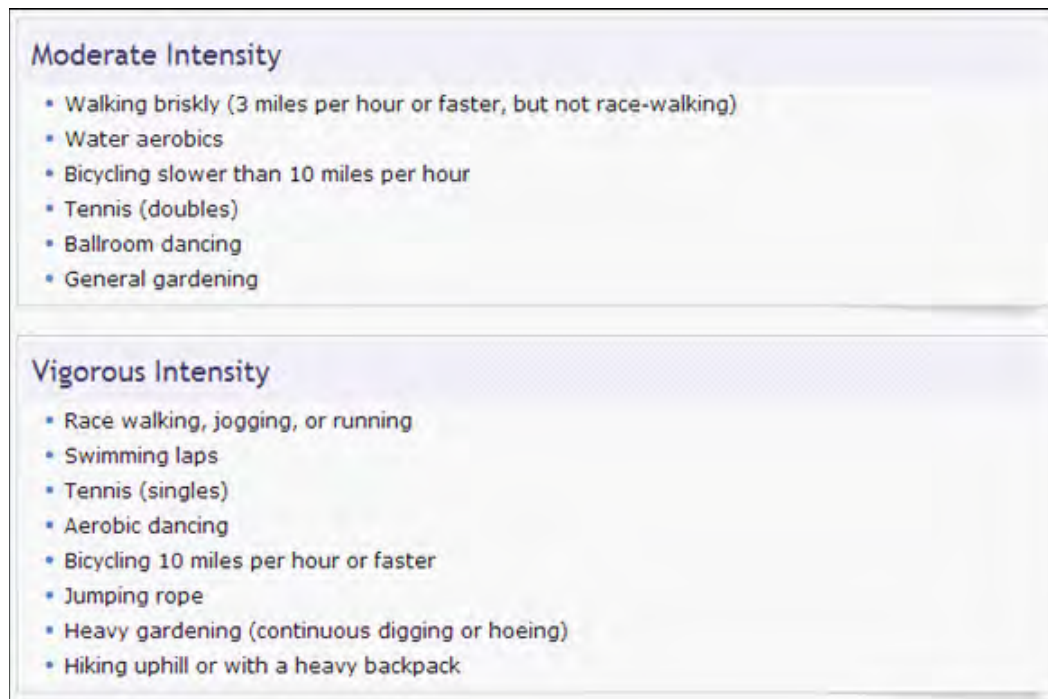 Moderate Intensity
• Walking briskly (3 miles per hour or faster, but not race-walking)
• Water aerobics
• Bicycling slower than 10 miles per hour
• Tennis (doubles)
• Ballroom dancing
• General gardening
Vigorous Intensity
• Race walking, jogging, or running
• Swimming laps
• Tennis (singles)
• Aerobic dancing
• Bicycling 10 miles per hour or faster
• Jumping rope
• Heavy gardening (continuous digging or hoeing)
• Hiking uphill or with a heavy backpack